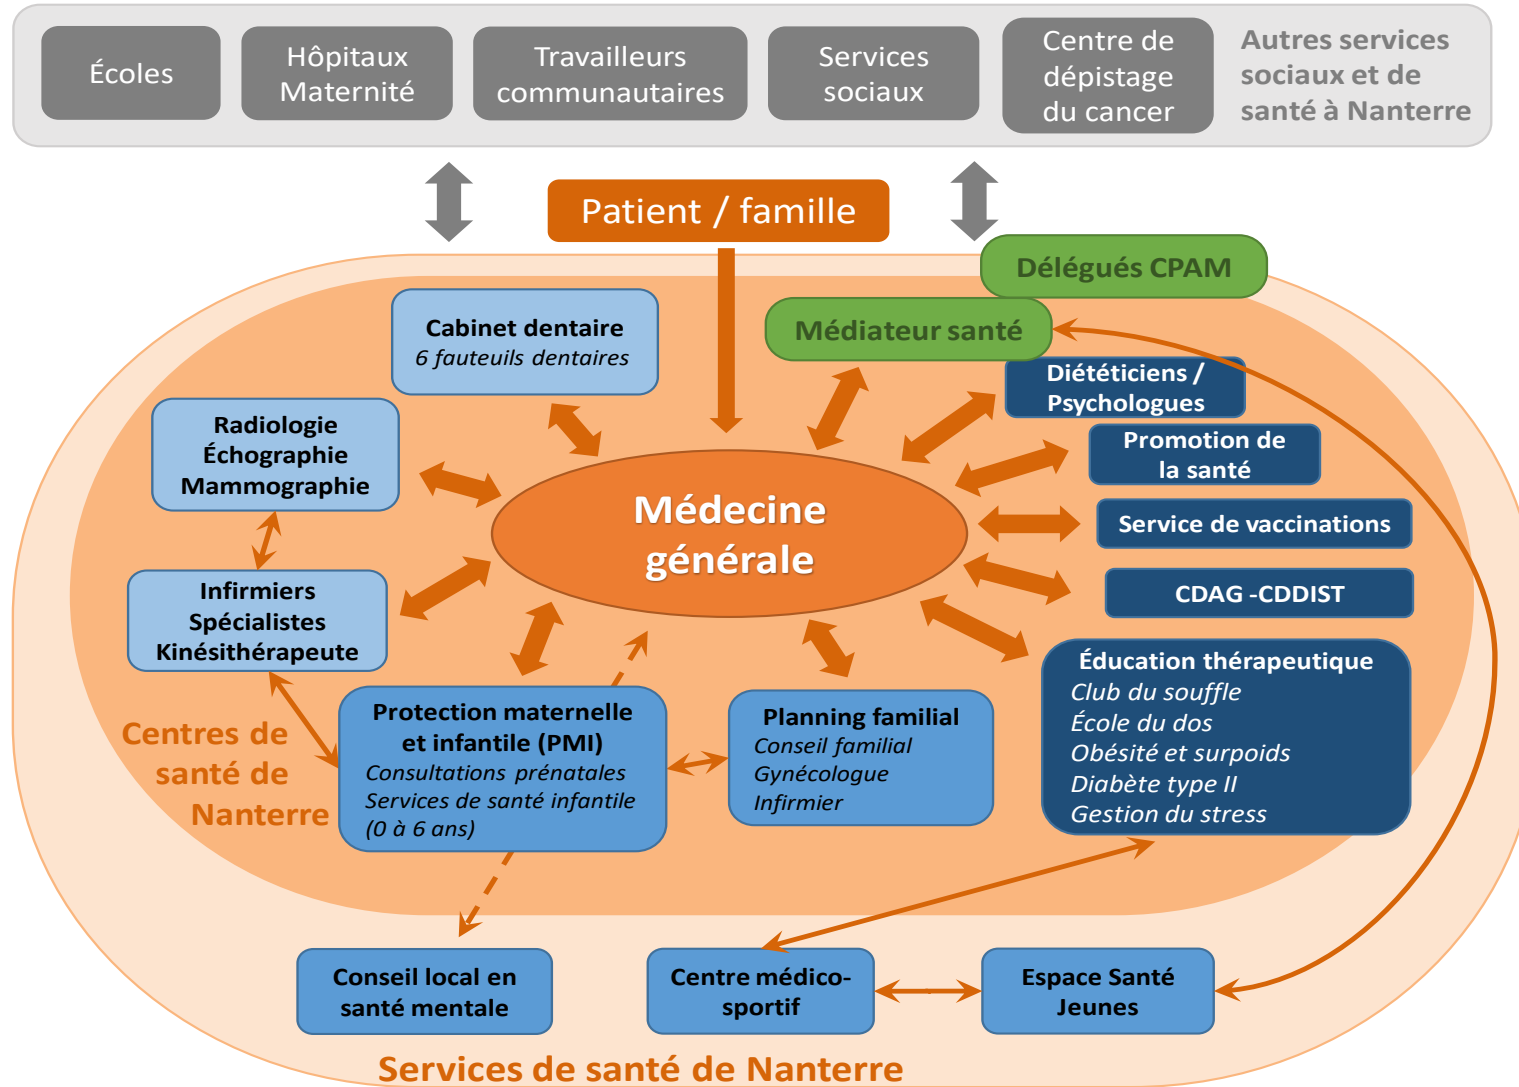 Écoles
Hôpitaux
Maternité
Travailleurs
communautaires
Services
sociaux
Centre de
dépistage
du cancer
Autres services
sociaux et de
santé à Nanterre
Patient / famille
Délégués CPAM
Médiateur santé
Cabinet dentaire
6 fauteuils dentaires
Diététiciens /
Psychologues
Radiologie
Échographie
Mammographie
Promotion de
la santé
Médecine
générale
Service de vaccinations
Infirmiers
Spécialistes
Kinésithérapeute
CDAG -CDDIST
Éducation thérapeutique
Club du souffle
École du dos
Obésité et surpoids
Diabète type II
Gestion du stress
Centres de
santé de
Nanterre
Protection maternelle
et infantile (PMI)
Consultations prénatales
Services de santé infantile
(0 à 6 ans)
Planning familial
Conseil familial
Gynécologue
Infirmier
Conseil local en
santé mentale
Centre médico-
sportif
Espace Santé
Jeunes
Services de santé de Nanterre